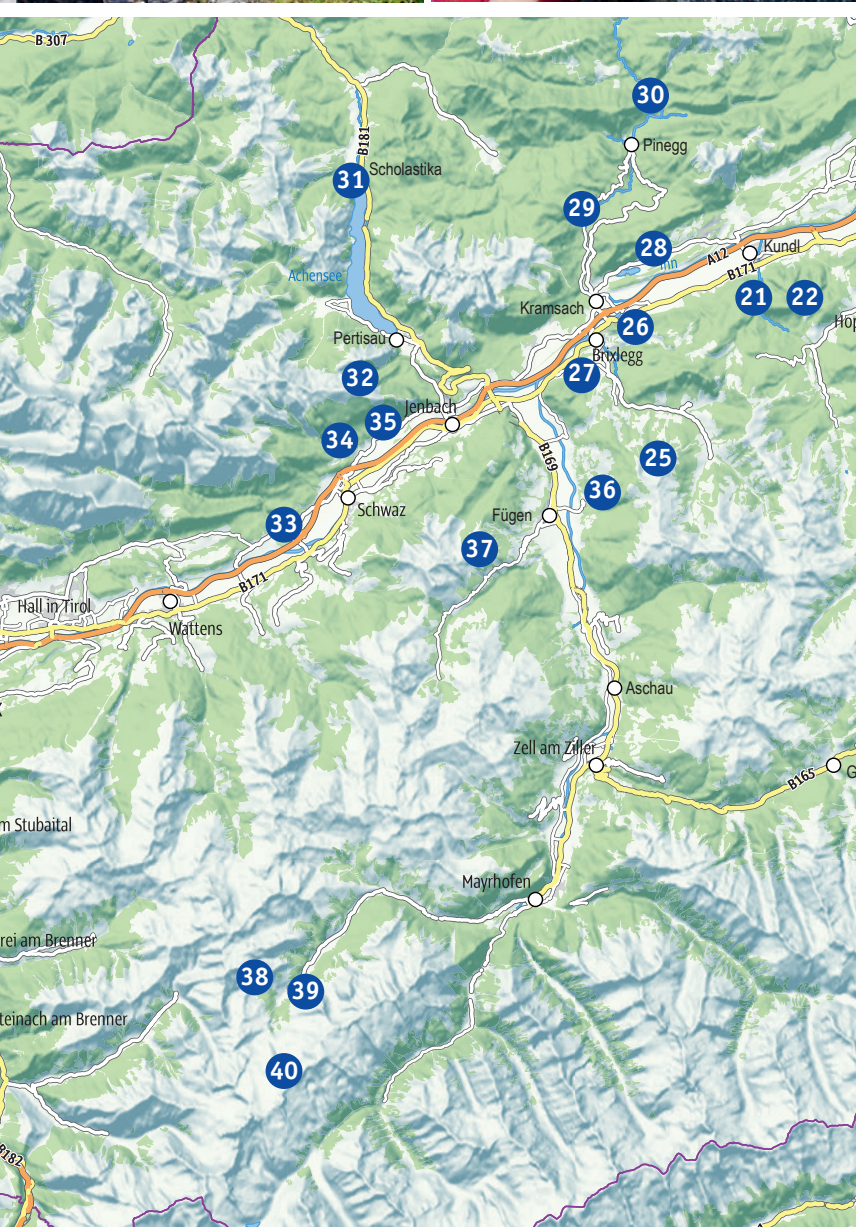 B 307
30
B181
Pinegg
Scholastika
31
29
28
Kundl
Inn
A12
B171
Achensee
21
22
Kramsach
26
Pertisau
Brixlegg
27
32
Jenbach
35
34
B169
25
36
Schwaz
Fügen
33
37
B171
Hall in Tirol
Wattens
Aschau
Zell am Ziller
B165
G
m Stubaital
Mayrhofen
rei am Brenner
38
39
teinach am Brenner
40
B182